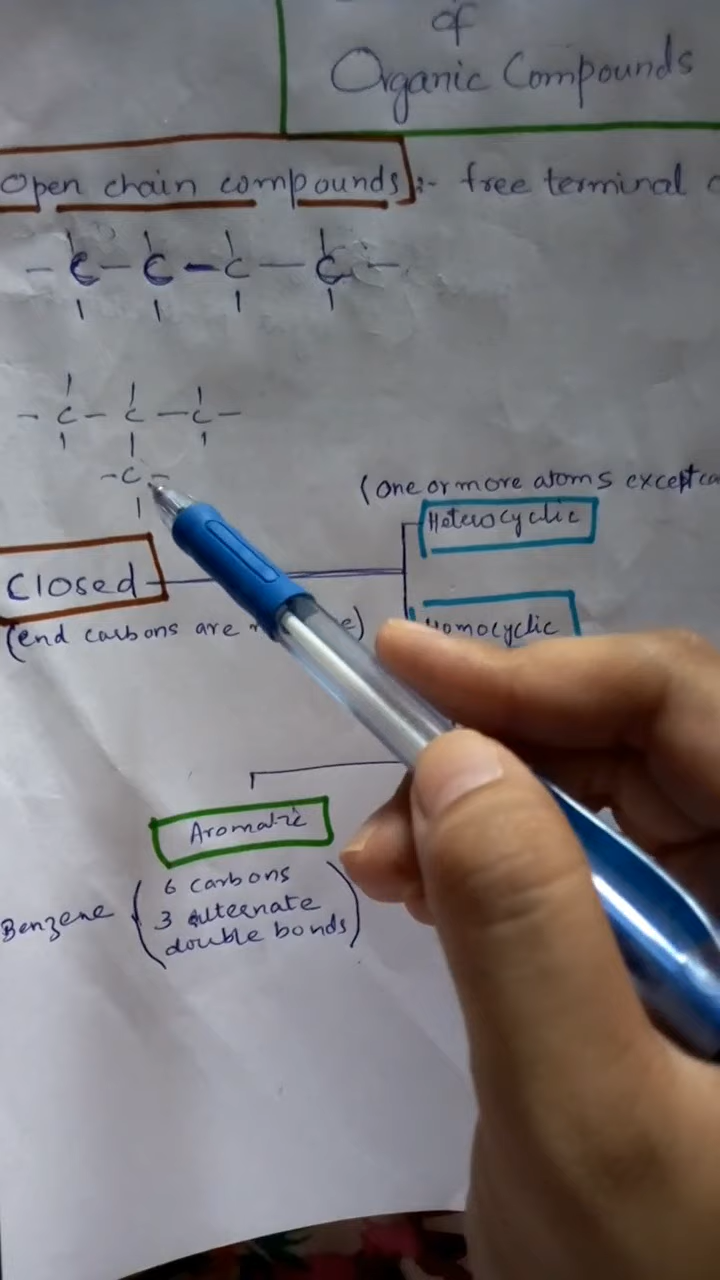 of
Organic Compounds
Open chain compounds :- free terminal
- C - C - C - C -
- C - C - C -
- C -
(one or more atoms except
Heterocyclic
Closed
(end carbons are
Homocyclic
Aromatic
6 carbons
Benzene
3 alternate
double bonds